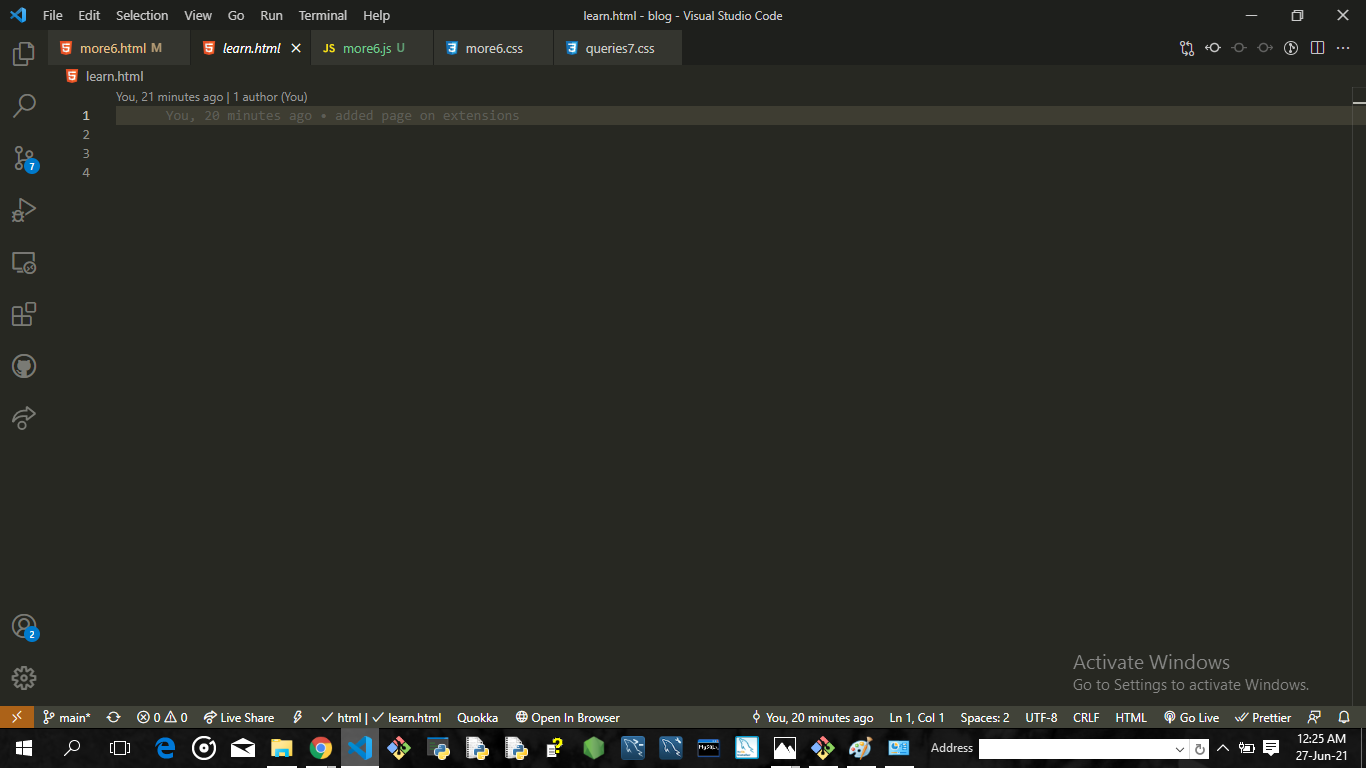 File Edit Selection View Go Run Terminal Help learn.html - blog - Visual Studio Code
more6.html M learn.html JS more6.js U more6.css queries7.css
learn.html
You, 21 minutes ago | 1 author (You)
1 You, 20 minutes ago • added page on extensions
2
3
4
7
2
Activate Windows
Go to Settings to activate Windows.
main* 0 0 Live Share html | learn.html Quokka Open In Browser You, 20 minutes ago Ln 1, Col 1 Spaces: 2 UTF-8 CRLF HTML Go Live Prettier
MySQL Address 12:25 AM
27-Jun-21